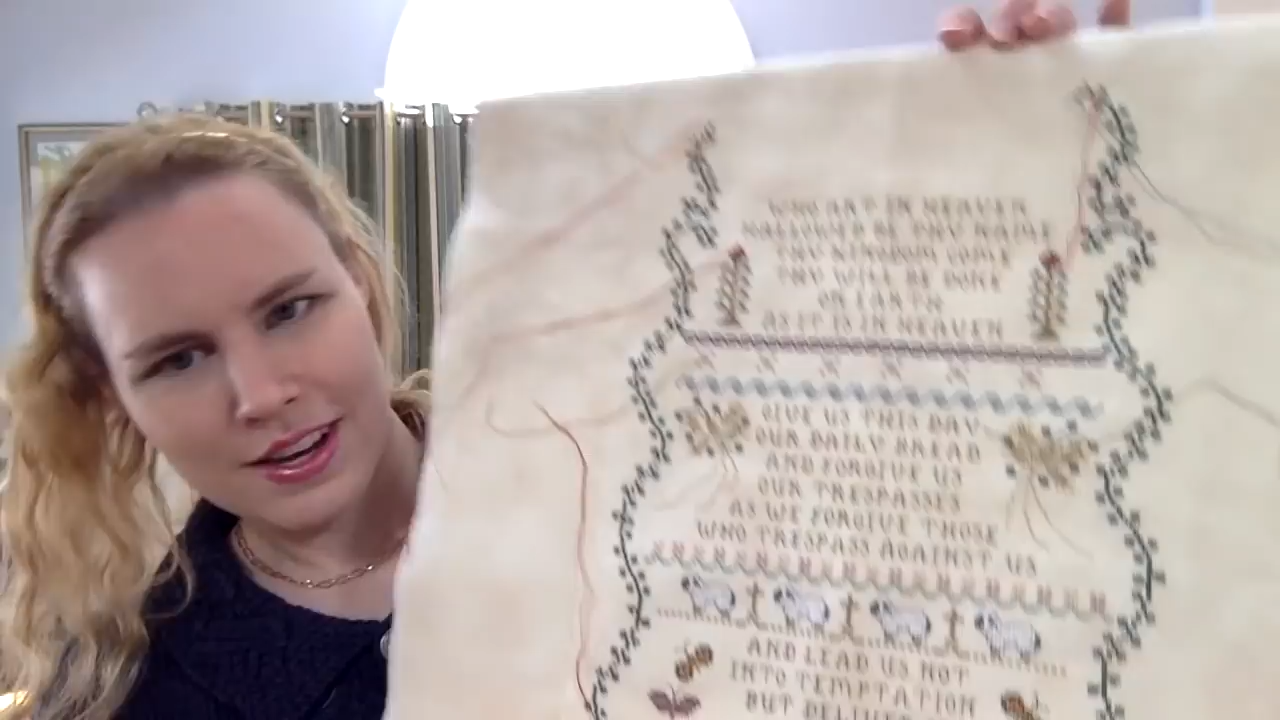 WHO ART IN HEAVEN
HALLOWED BE THY NAME
THY KINGDOM COME
THY WILL BE DONE
ON EARTH
AS IT IS IN HEAVEN
GIVE US THIS DAY
OUR DAILY BREAD
AND FORGIVE US
OUR TRESPASSES
AS WE FORGIVE THOSE
WHO TRESPASS AGAINST US
AND LEAD US NOT
INTO TEMPTATION
BUT